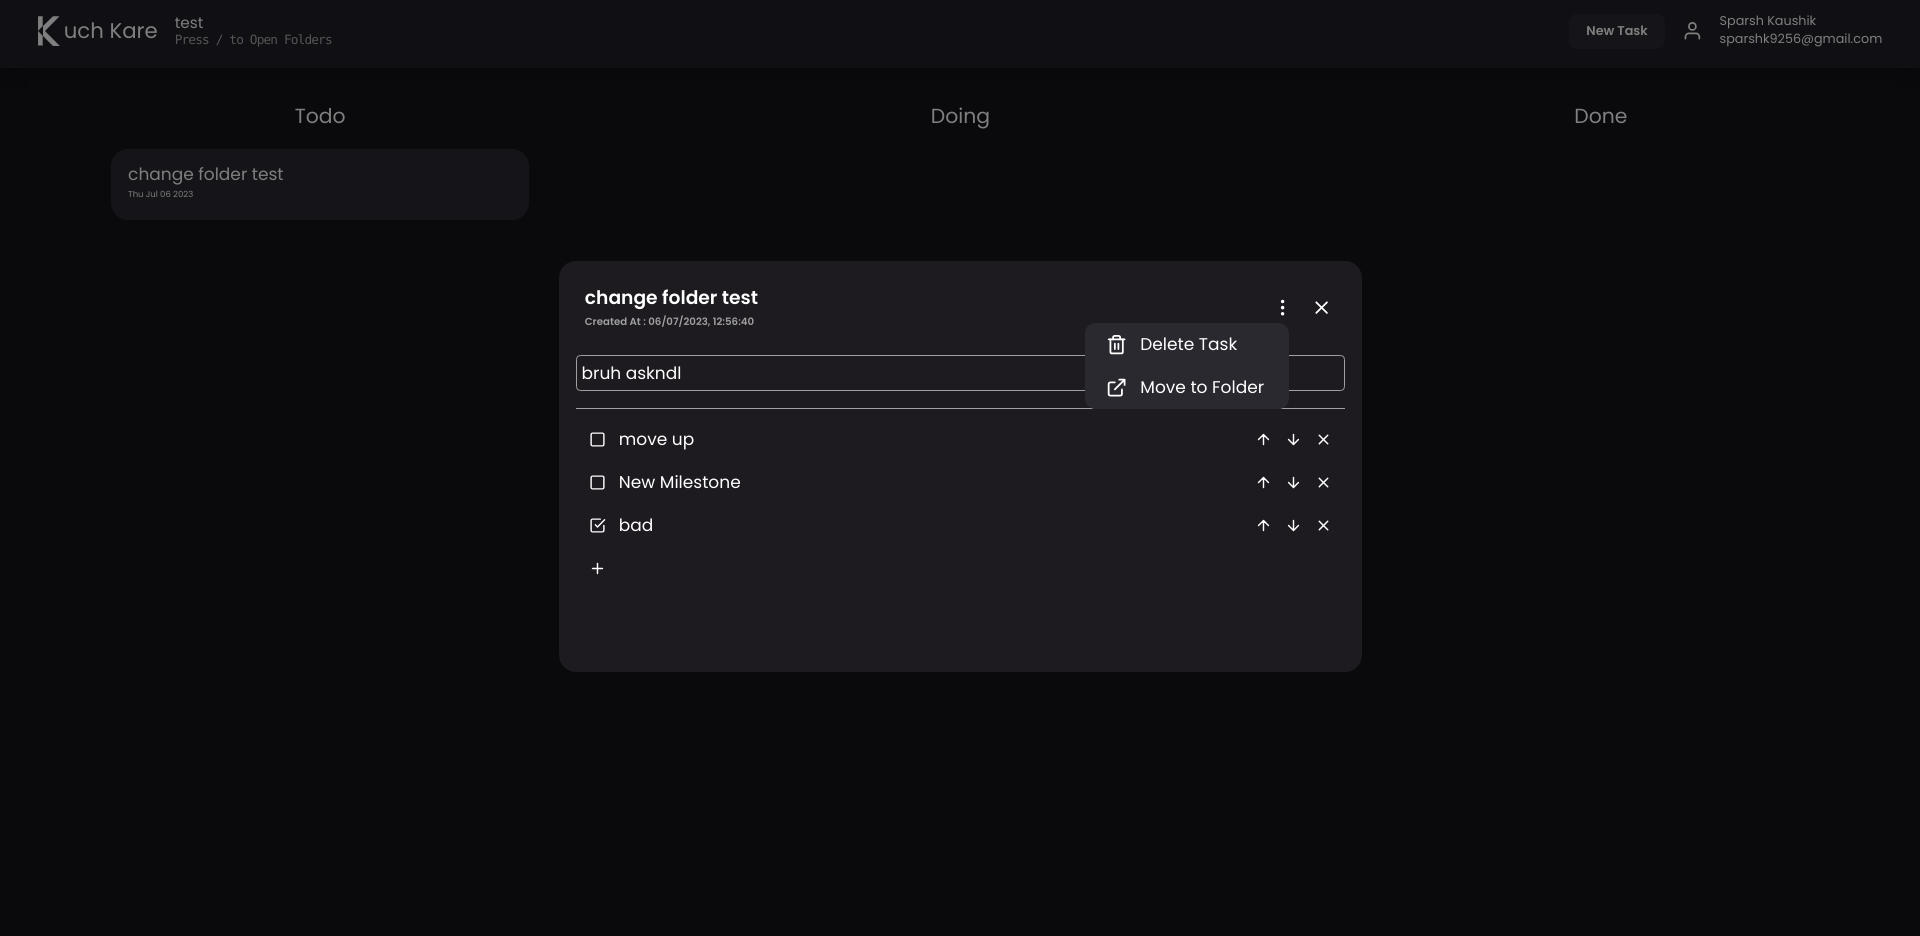 Kuch Kare
test
Press / to Open Folders
New Task
Sparsh Kaushik
sparshk9256@gmail.com
Todo
Doing
Done
change folder test
Thu Jul 06 2023
change folder test
Created At : 06/07/2023, 12:56:40
Delete Task
Move to Folder
bruh askndl
move up
New Milestone
bad